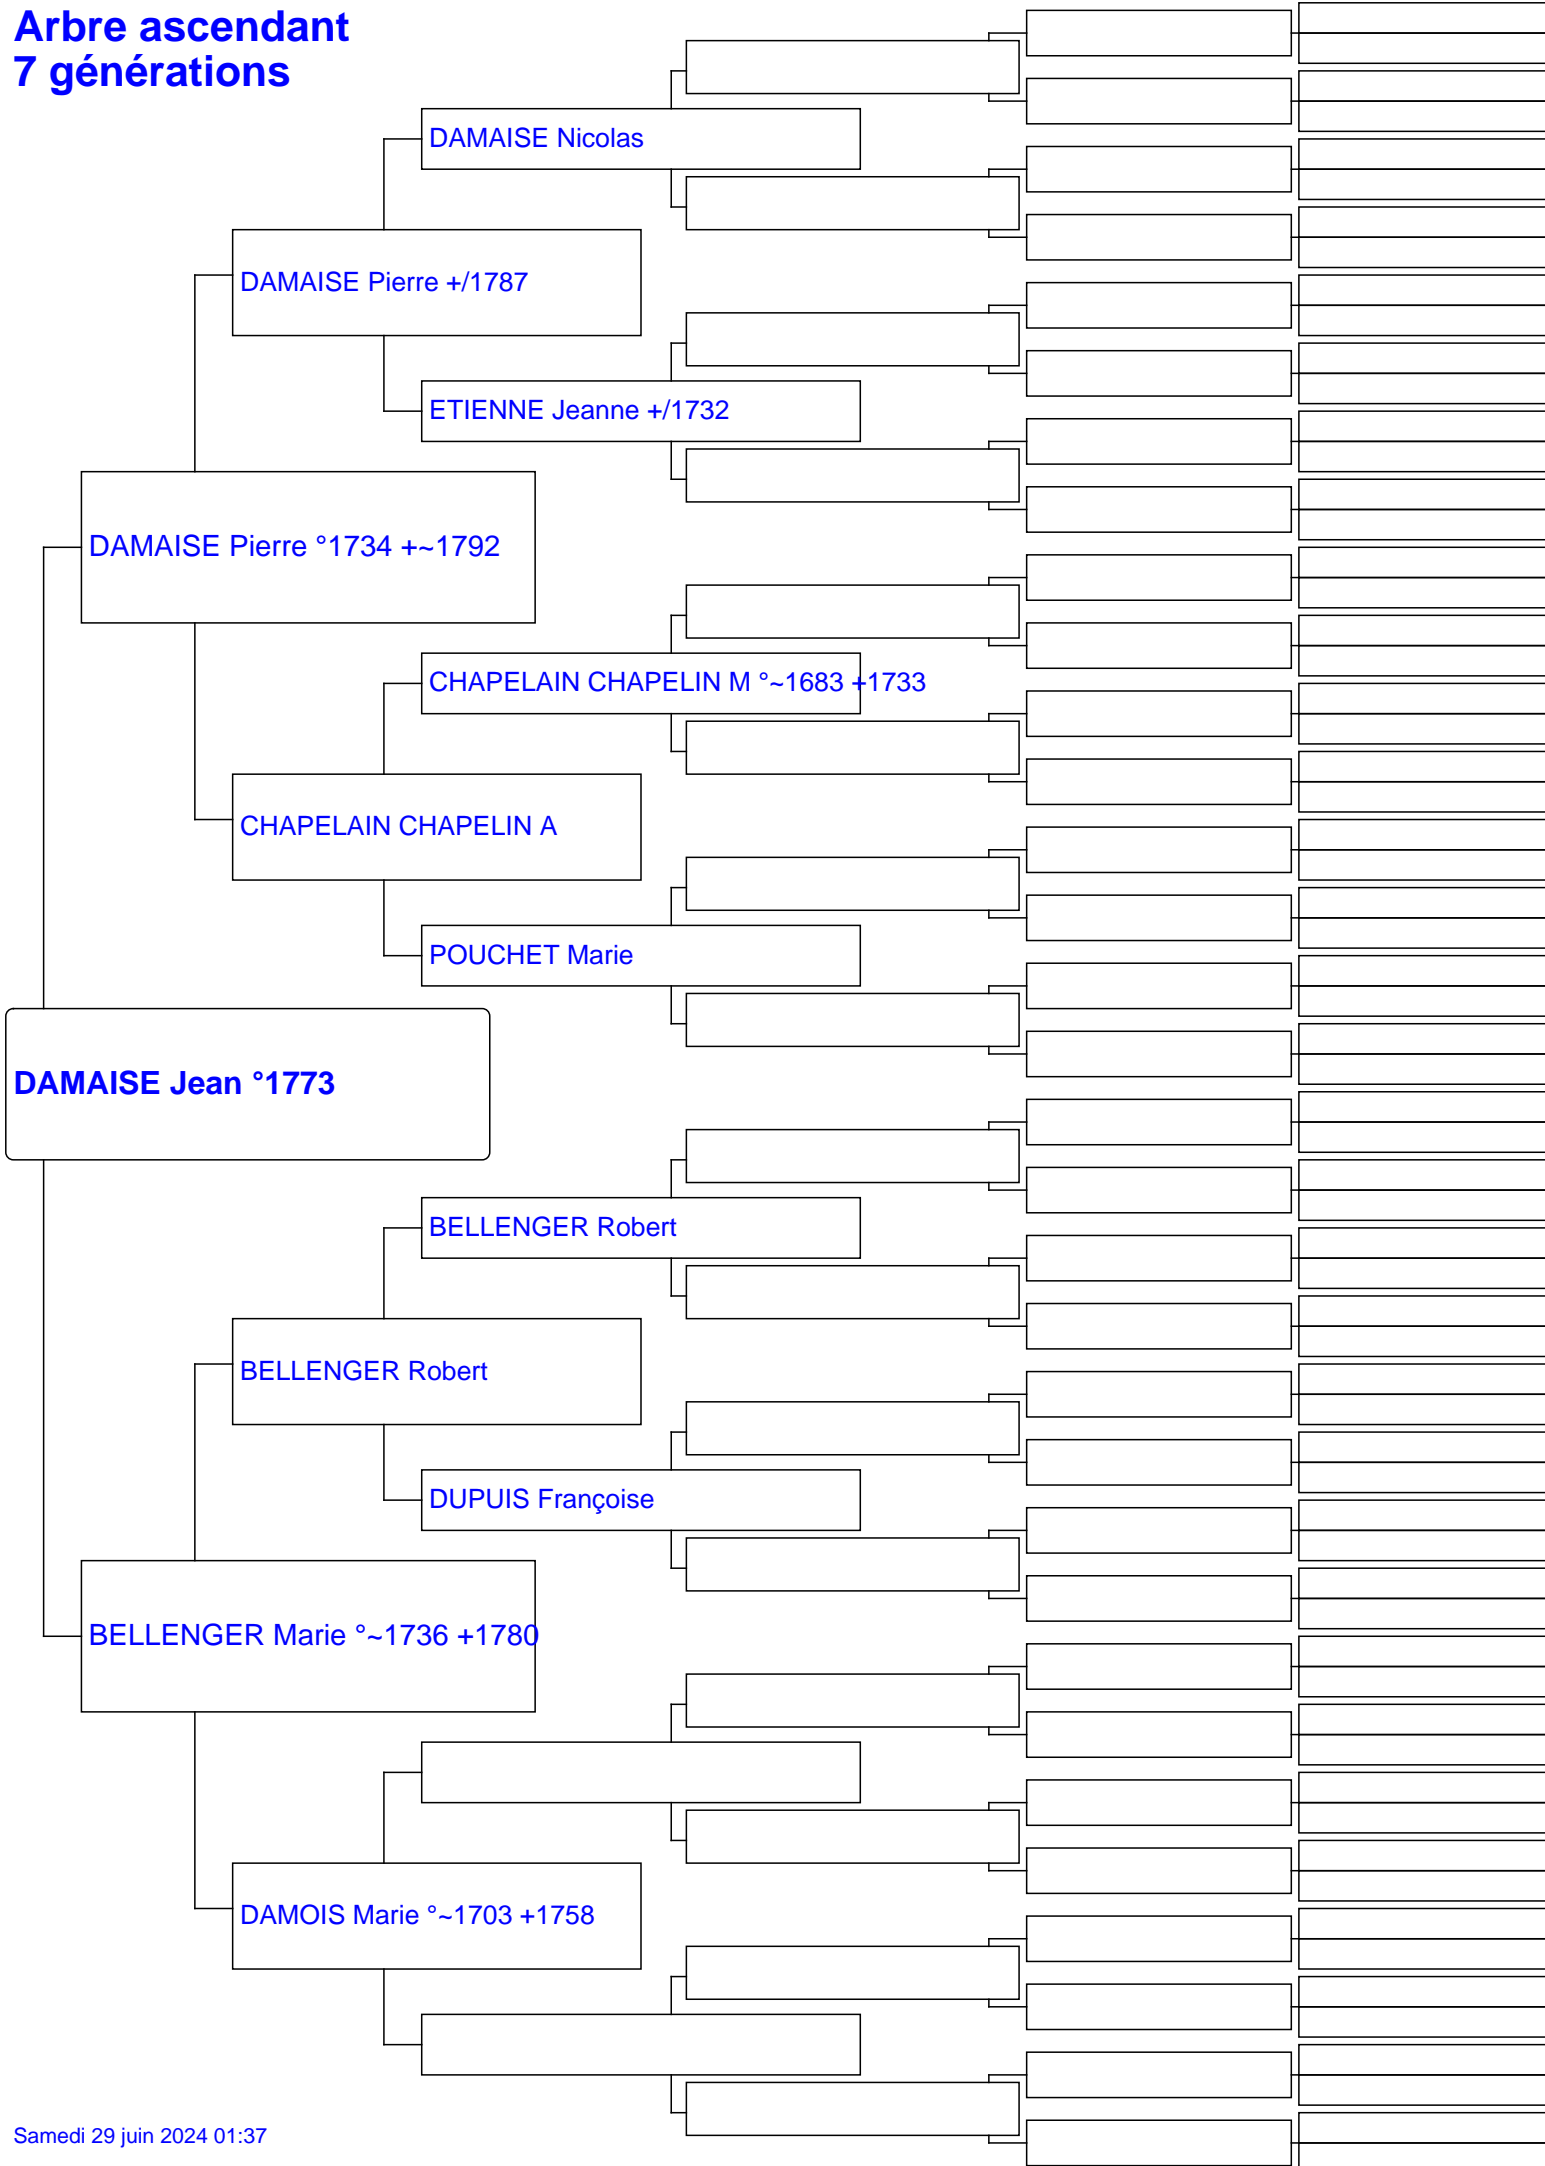 Arbre ascendant
7 générations
DAMAISE Nicolas
DAMAISE Pierre +/1787
ETIENNE Jeanne +/1732
DAMAISE Pierre °1734 +~1792
CHAPELAIN CHAPELIN M °~1683 +1733
CHAPELAIN CHAPELIN A
POUCHET Marie
DAMAISE Jean °1773
BELLENGER Robert
BELLENGER Robert
DUPUIS Françoise
BELLENGER Marie °~1736 +1780
DAMOIS Marie °~1703 +1758
Samedi 29 juin 2024 01:37